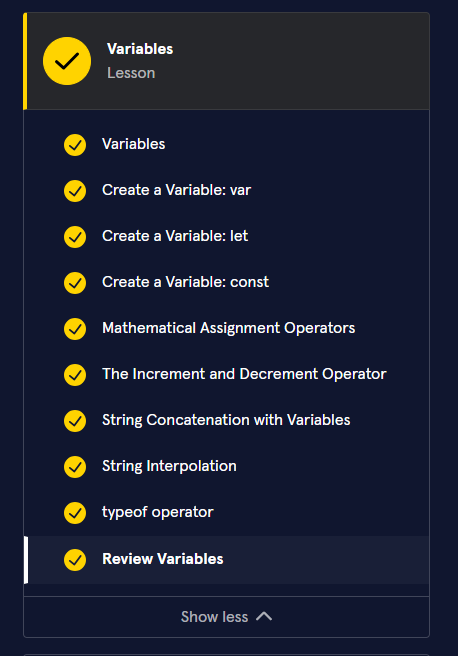 Variables
Lesson
Variables
Create a Variable: var
Create a Variable: let
Create a Variable: const
Mathematical Assignment Operators
The Increment and Decrement Operator
String Concatenation with Variables
String Interpolation
typeof operator
Review Variables
Show less